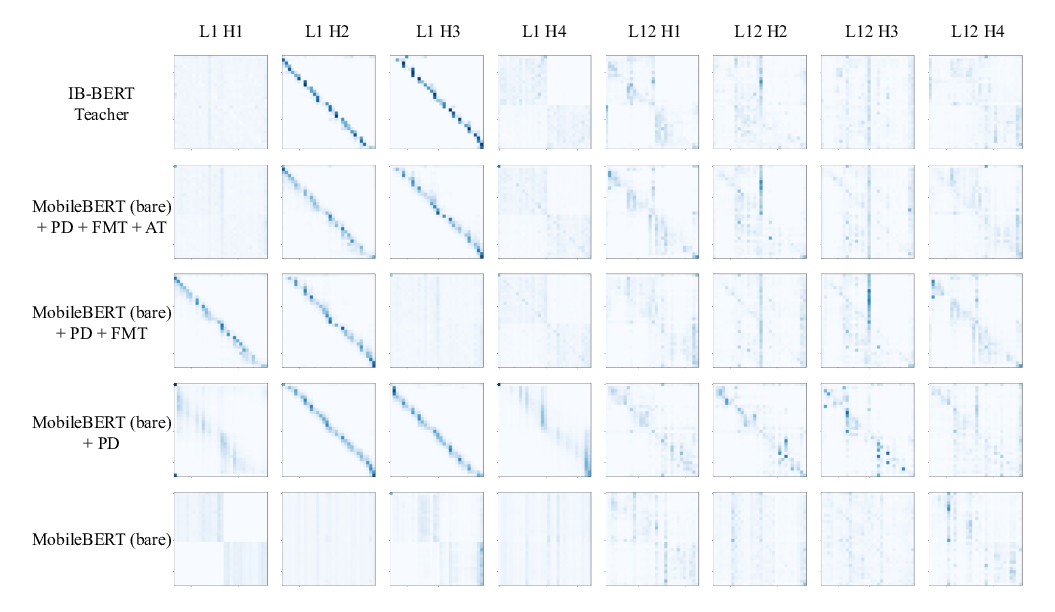 L1 H1 L1 H2 L1 H3 L1 H4 L12 H1 L12 H2 L12 H3 L12 H4
IB-BERT
Teacher
MobileBERT (bare)
+ PD + FMT + AT
MobileBERT (bare)
+ PD + FMT
MobileBERT (bare)
+ PD
MobileBERT (bare)